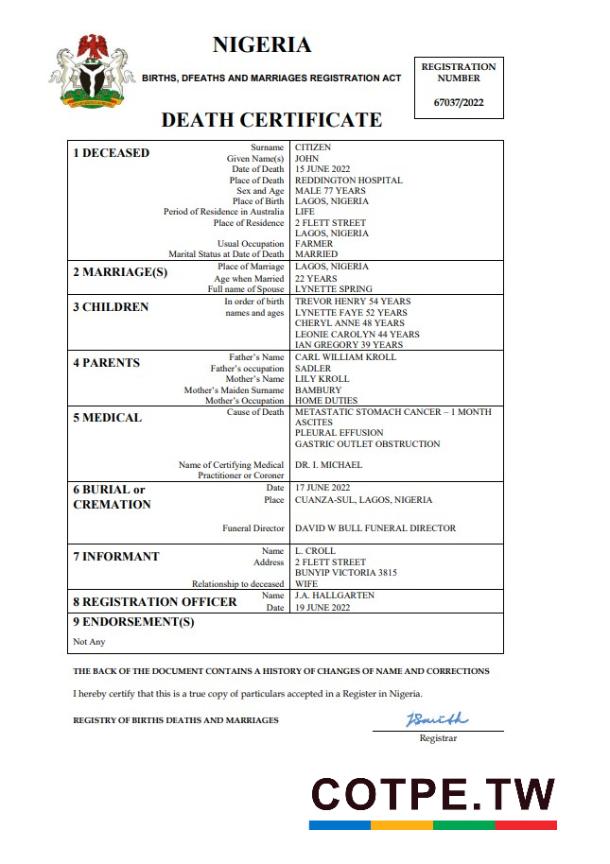 NIGERIA
BIRTHS, DFEATHS AND MARRIAGES REGISTRATION ACT
REGISTRATION
NUMBER
67037/2022
DEATH CERTIFICATE
1 DECEASED
Surname CITIZEN
Given Name(s) JOHN
Date of Death 15 JUNE 2022
Place of Death REDDINGTON HOSPITAL
Sex and Age MALE 77 YEARS
Place of Birth LAGOS, NIGERIA
Period of Residence in Australia LIFE
Place of Residence 2 FLETT STREET
LAGOS, NIGERIA
Usual Occupation FARMER
Marital Status at Date of Death MARRIED
2 MARRIAGE(S)
Place of Marriage LAGOS, NIGERIA
Age when Married 22 YEARS
Full name of Spouse LYNETTE SPRING
3 CHILDREN
In order of birth TREVOR HENRY 54 YEARS
names and ages LYNETTE FAYE 52 YEARS
CHERYL ANNE 48 YEARS
LEONIE CAROLYN 44 YEARS
IAN GREGORY 39 YEARS
4 PARENTS
Father's Name CARL WILLIAM KROLL
Father's occupation SADLER
Mother's Name LILY KROLL
Mother's Maiden Surname BAMBURY
Mother's Occupation HOME DUTIES
5 MEDICAL
Cause of Death METASTATIC STOMACH CANCER – 1 MONTH
ASCITES
PLEURAL EFFUSION
GASTRIC OUTLET OBSTRUCTION
Name of Certifying Medical DR. I. MICHAEL
Practitioner or Coroner
6 BURIAL or
CREMATION
Date 17 JUNE 2022
Place CUANZA-SUL, LAGOS, NIGERIA
Funeral Director DAVID W BULL FUNERAL DIRECTOR
7 INFORMANT
Name L. CROLL
Address 2 FLETT STREET
BUNYIP VICTORIA 3815
Relationship to deceased WIFE
8 REGISTRATION OFFICER
Name J.A. HALLGARTEN
Date 19 JUNE 2022
9 ENDORSEMENT(S)
Not Any
THE BACK OF THE DOCUMENT CONTAINS A HISTORY OF CHANGES OF NAME AND CORRECTIONS
I hereby certify that this is a true copy of particulars accepted in a Register in Nigeria.
REGISTRY OF BIRTHS DEATHS AND MARRIAGES
JSmith
Registrar
COTPE.TW